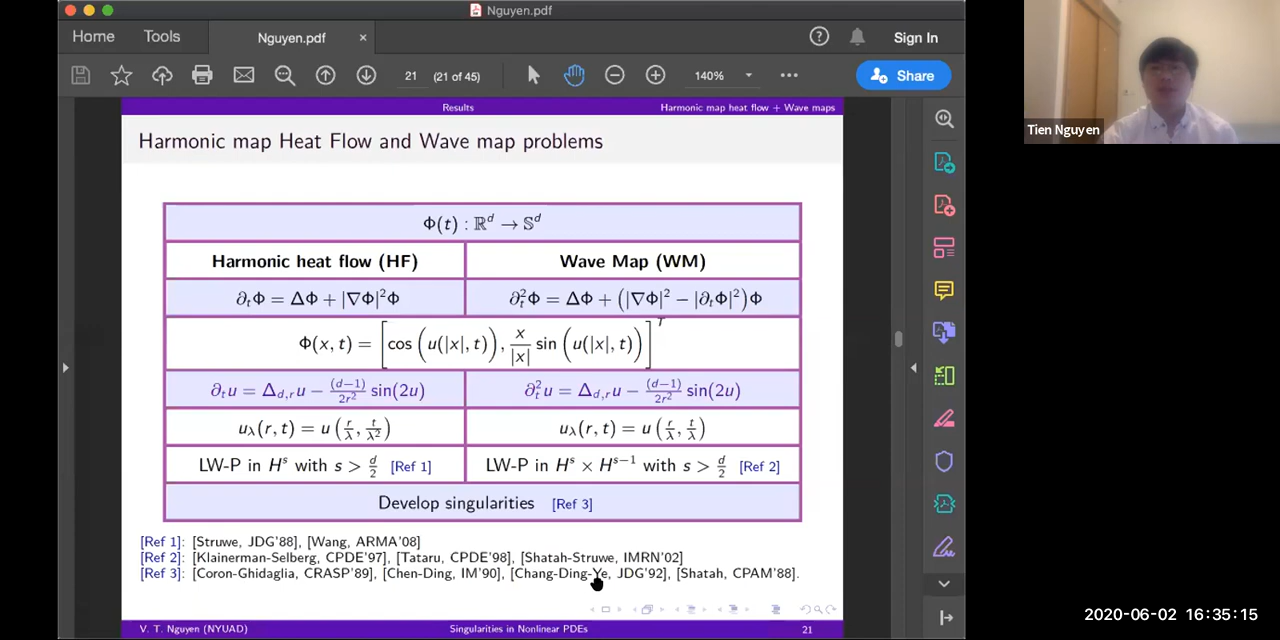 Nguyen.pdf
Home Tools Nguyen.pdf × Sign In
21 (21 of 45) 140% Share
Results Harmonic map heat flow + Wave maps
Harmonic map Heat Flow and Wave map problems
Φ(t) : ℝ^d → 𝕊^d
Harmonic heat flow (HF) Wave Map (WM)
∂_tΦ = ΔΦ + |∇Φ|²Φ ∂_t²Φ = ΔΦ + (|∇Φ|² − |∂_tΦ|²)Φ
Φ(x, t) = [cos (u(|x|, t)), x/|x| sin (u(|x|, t))]^T
∂_t u = Δ_{d,r} u − (d−1)/2r² sin(2u) ∂_t² u = Δ_{d,r} u − (d−1)/2r² sin(2u)
u_λ(r, t) = u (r/λ, t/λ²) u_λ(r, t) = u (r/λ, t/λ)
LW-P in H^s with s > d/2 [Ref 1] LW-P in H^s × H^{s−1} with s > d/2 [Ref 2]
Develop singularities [Ref 3]
[Ref 1]: [Struwe, JDG'88], [Wang, ARMA'08]
[Ref 2]: [Klainerman-Selberg, CPDE'97], [Tataru, CPDE'98], [Shatah-Struwe, IMRN'02]
[Ref 3]: [Coron-Ghidaglia, CRASP'89], [Chen-Ding, IM'90], [Chang-Ding-Ye, JDG'92], [Shatah, CPAM'88].
V. T. Nguyen (NYUAD) Singularities in Nonlinear PDEs 21
Tien Nguyen
2020-06-02 16:35:15